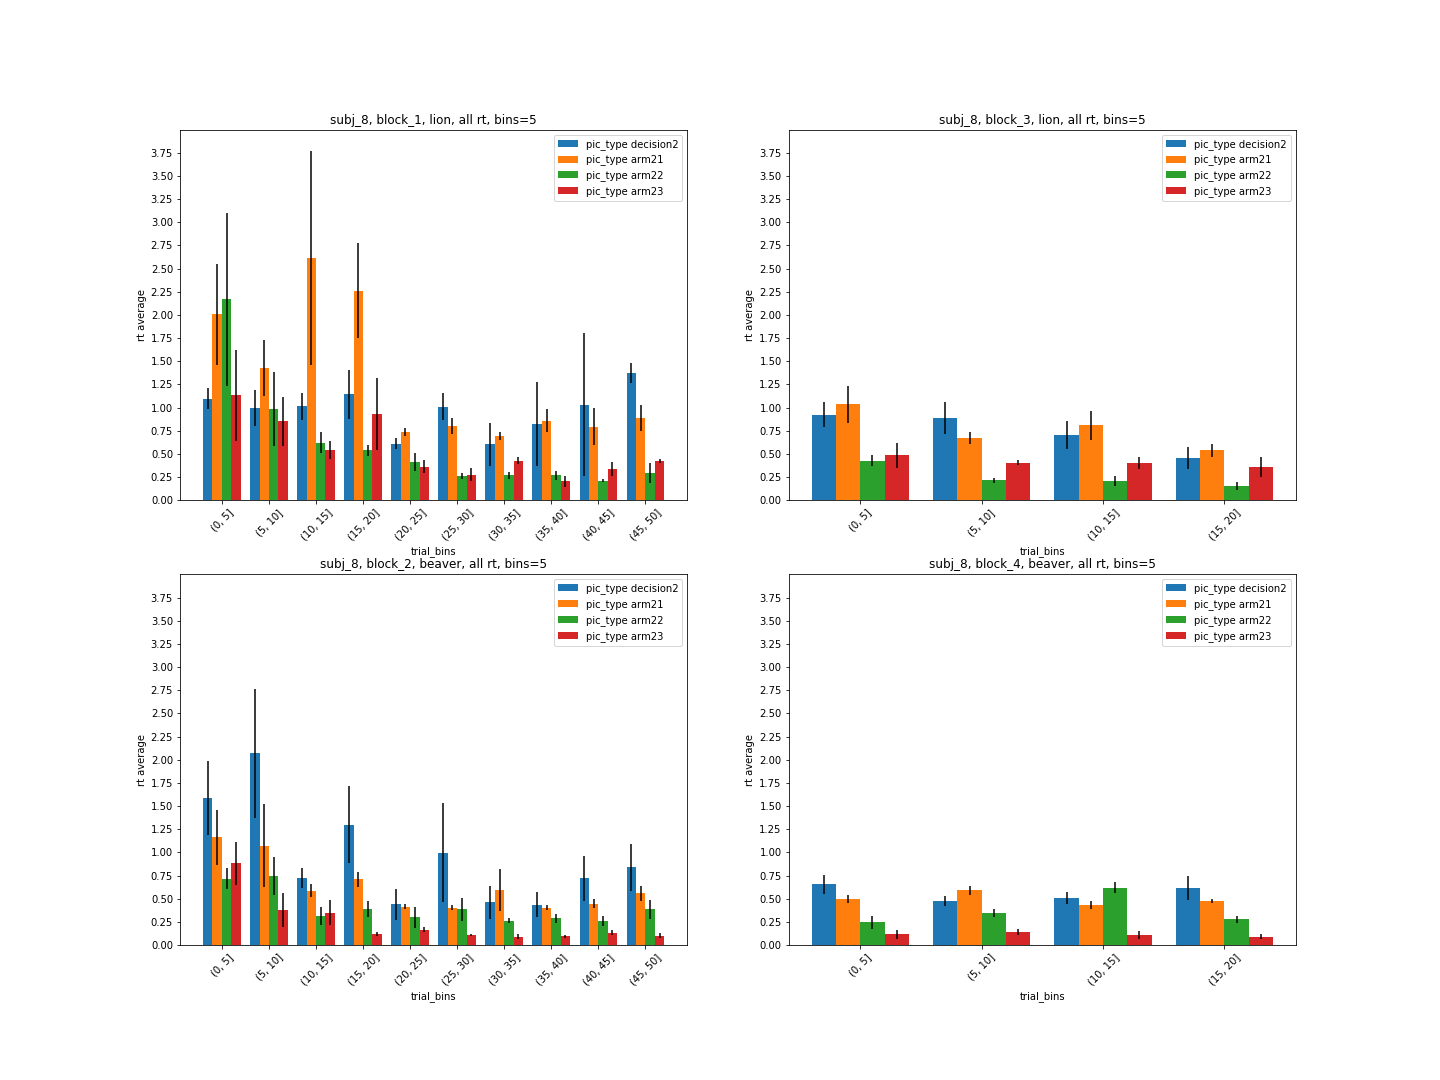 subj_8, block_1, lion, all rt, bins=5
pic_type decision2
pic_type arm21
pic_type arm22
pic_type arm23
rt average
3.75
3.50
3.25
3.00
2.75
2.50
2.25
2.00
1.75
1.50
1.25
1.00
0.75
0.50
0.25
0.00
(0, 5] (5, 10] (10, 15] (15, 20] (20, 25] (25, 30] (30, 35] (35, 40] (40, 45] (45, 50]
trial_bins
subj_8, block_3, lion, all rt, bins=5
pic_type decision2
pic_type arm21
pic_type arm22
pic_type arm23
rt average
3.75
3.50
3.25
3.00
2.75
2.50
2.25
2.00
1.75
1.50
1.25
1.00
0.75
0.50
0.25
0.00
(0, 5] (5, 10] (10, 15] (15, 20]
trial_bins
subj_8, block_2, beaver, all rt, bins=5
pic_type decision2
pic_type arm21
pic_type arm22
pic_type arm23
rt average
3.75
3.50
3.25
3.00
2.75
2.50
2.25
2.00
1.75
1.50
1.25
1.00
0.75
0.50
0.25
0.00
(0, 5] (5, 10] (10, 15] (15, 20] (20, 25] (25, 30] (30, 35] (35, 40] (40, 45] (45, 50]
trial_bins
subj_8, block_4, beaver, all rt, bins=5
pic_type decision2
pic_type arm21
pic_type arm22
pic_type arm23
rt average
3.75
3.50
3.25
3.00
2.75
2.50
2.25
2.00
1.75
1.50
1.25
1.00
0.75
0.50
0.25
0.00
(0, 5] (5, 10] (10, 15] (15, 20]
trial_bins